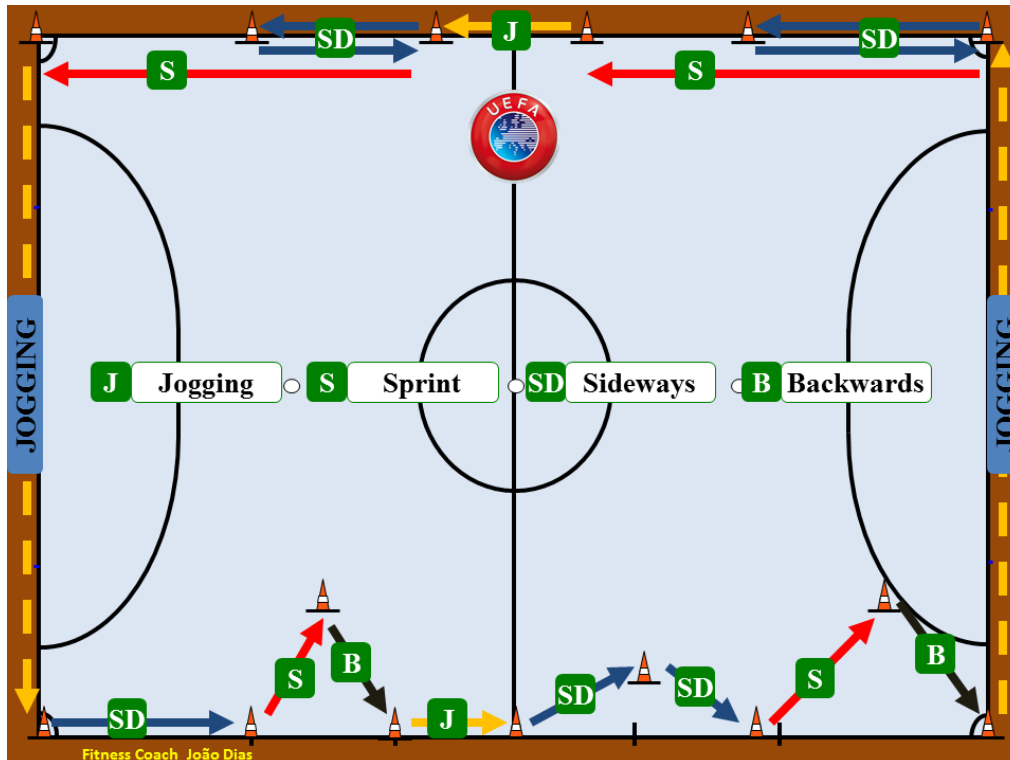 SD
J
SD
S
S
UEFA
JOGGING
JOGGING
J Jogging
S Sprint
SD Sideways
B Backwards
SD
S
B
J
SD
SD
S
B
Fitness Coach João Dias